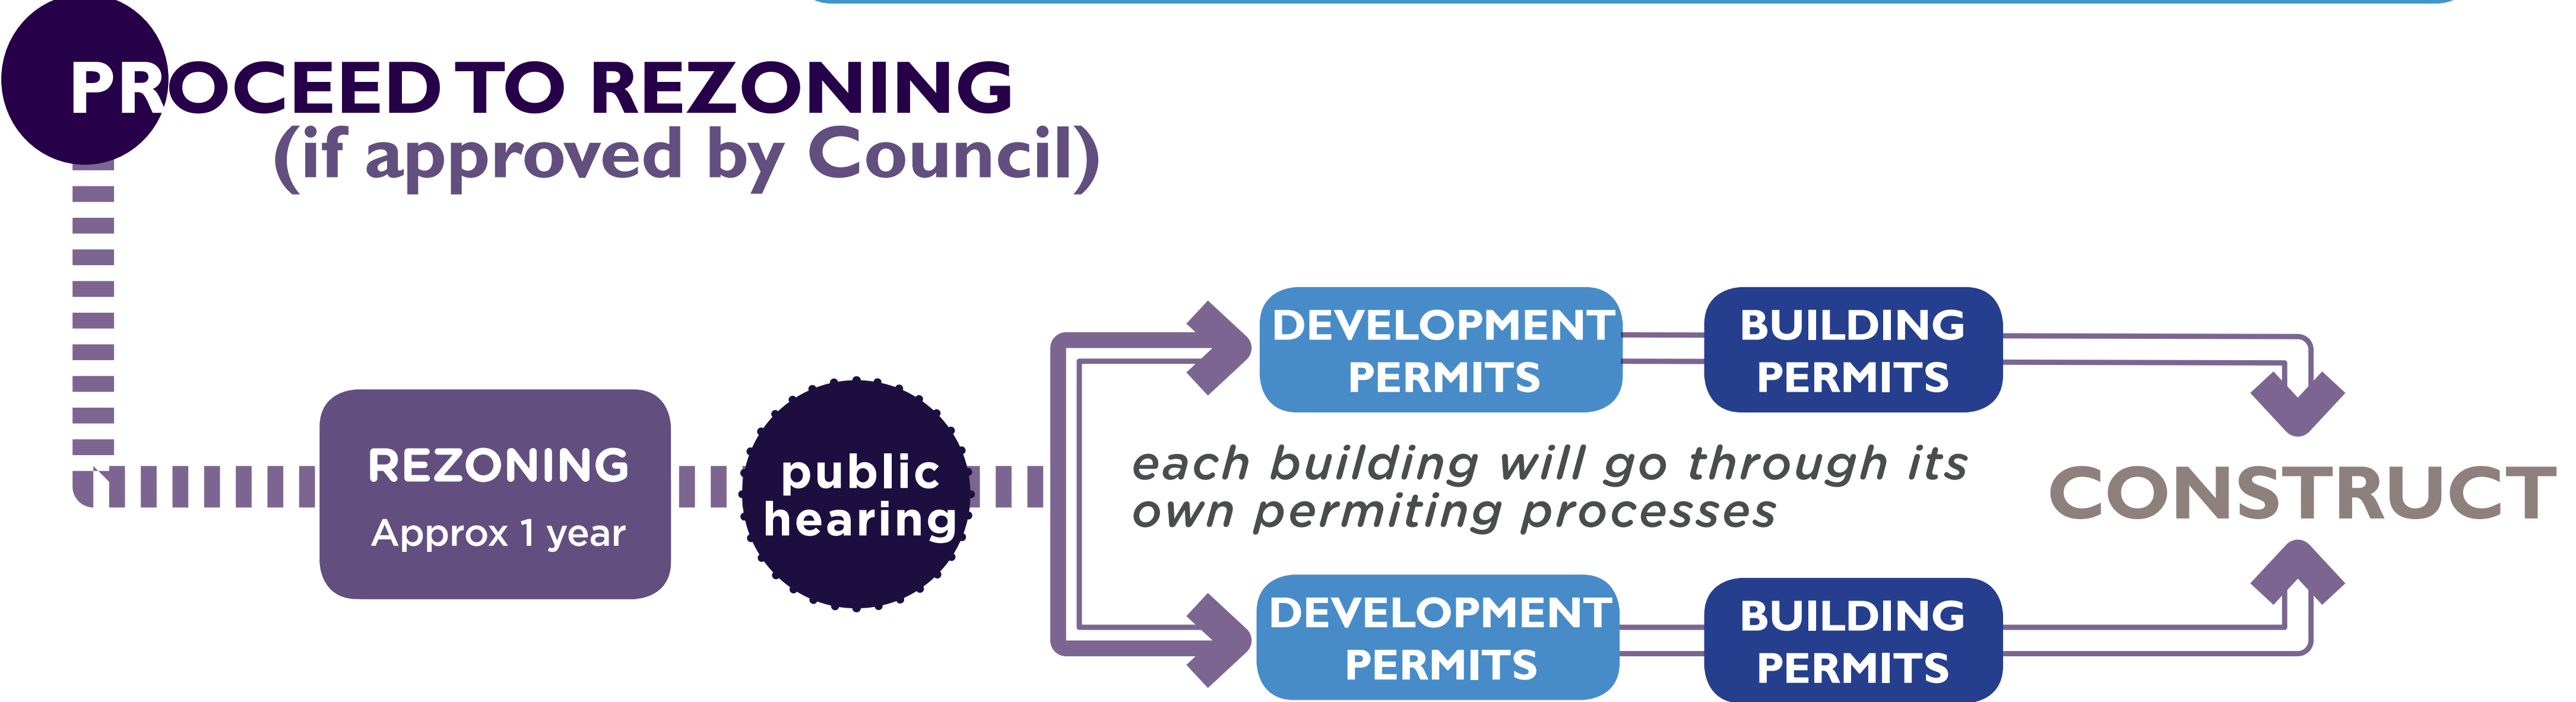 PROCEED TO REZONING
(if approved by Council)
REZONING
Approx 1 year
public
hearing
DEVELOPMENT
PERMITS
BUILDING
PERMITS
each building will go through its
own permiting processes
DEVELOPMENT
PERMITS
BUILDING
PERMITS
CONSTRUCT